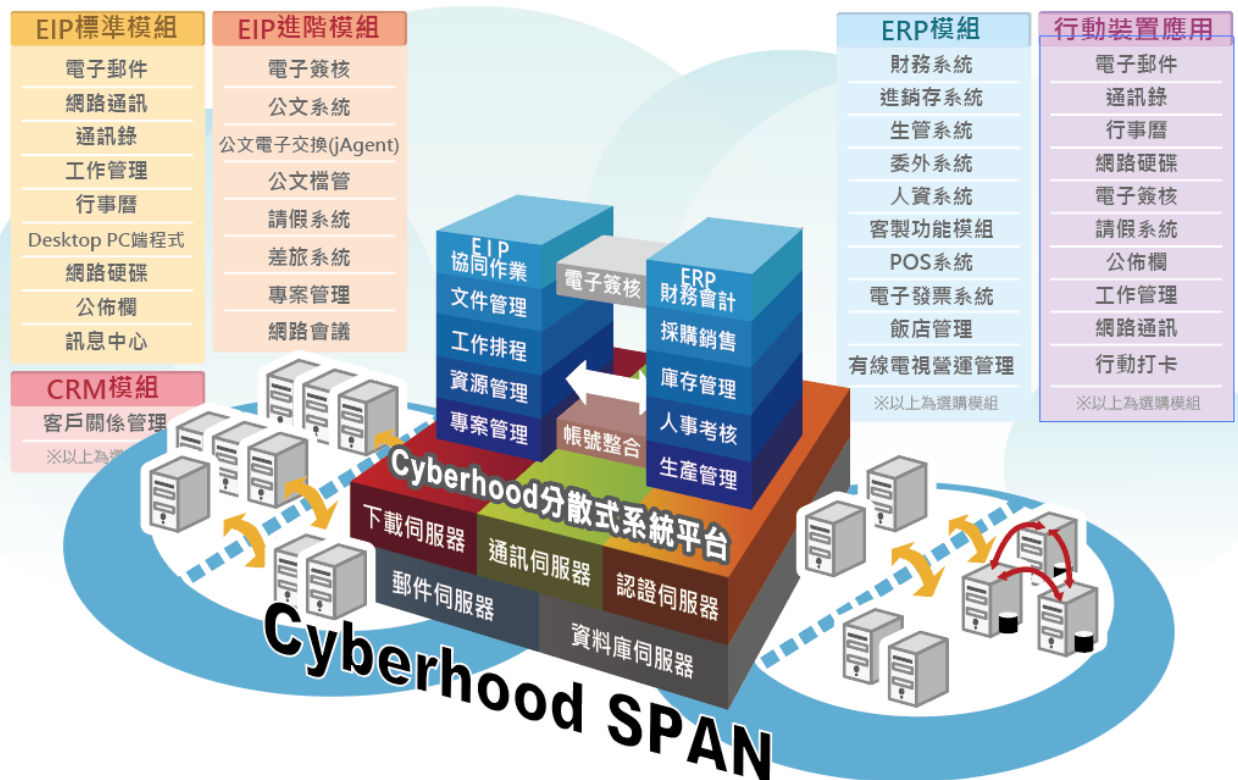 EIP標準模組
電子郵件
網路通訊
通訊錄
工作管理
行事曆
Desktop PC端程式
網路硬碟
公佈欄
訊息中心
CRM模組
客戶關係管理
※以上為選
EIP進階模組
電子簽核
公文系統
公文電子交換(jAgent)
公文檔管
請假系統
差旅系統
專案管理
網路會議
EIP
協同作業
文件管理
工作排程
資源管理
專案管理
電子簽核
帳號整合
ERP
財務會計
採購銷售
庫存管理
人事考核
生產管理
Cyberhood分散式系統平台
下載伺服器
通訊伺服器
認證伺服器
郵件伺服器
資料庫伺服器
Cyberhood SPAN
ERP模組
財務系統
進銷存系統
生管系統
委外系統
人資系統
客製功能模組
POS系統
電子發票系統
飯店管理
有線電視營運管理
※以上為選購模組
行動裝置應用
電子郵件
通訊錄
行事曆
網路硬碟
電子簽核
請假系統
公佈欄
工作管理
網路通訊
行動打卡
※以上為選購模組